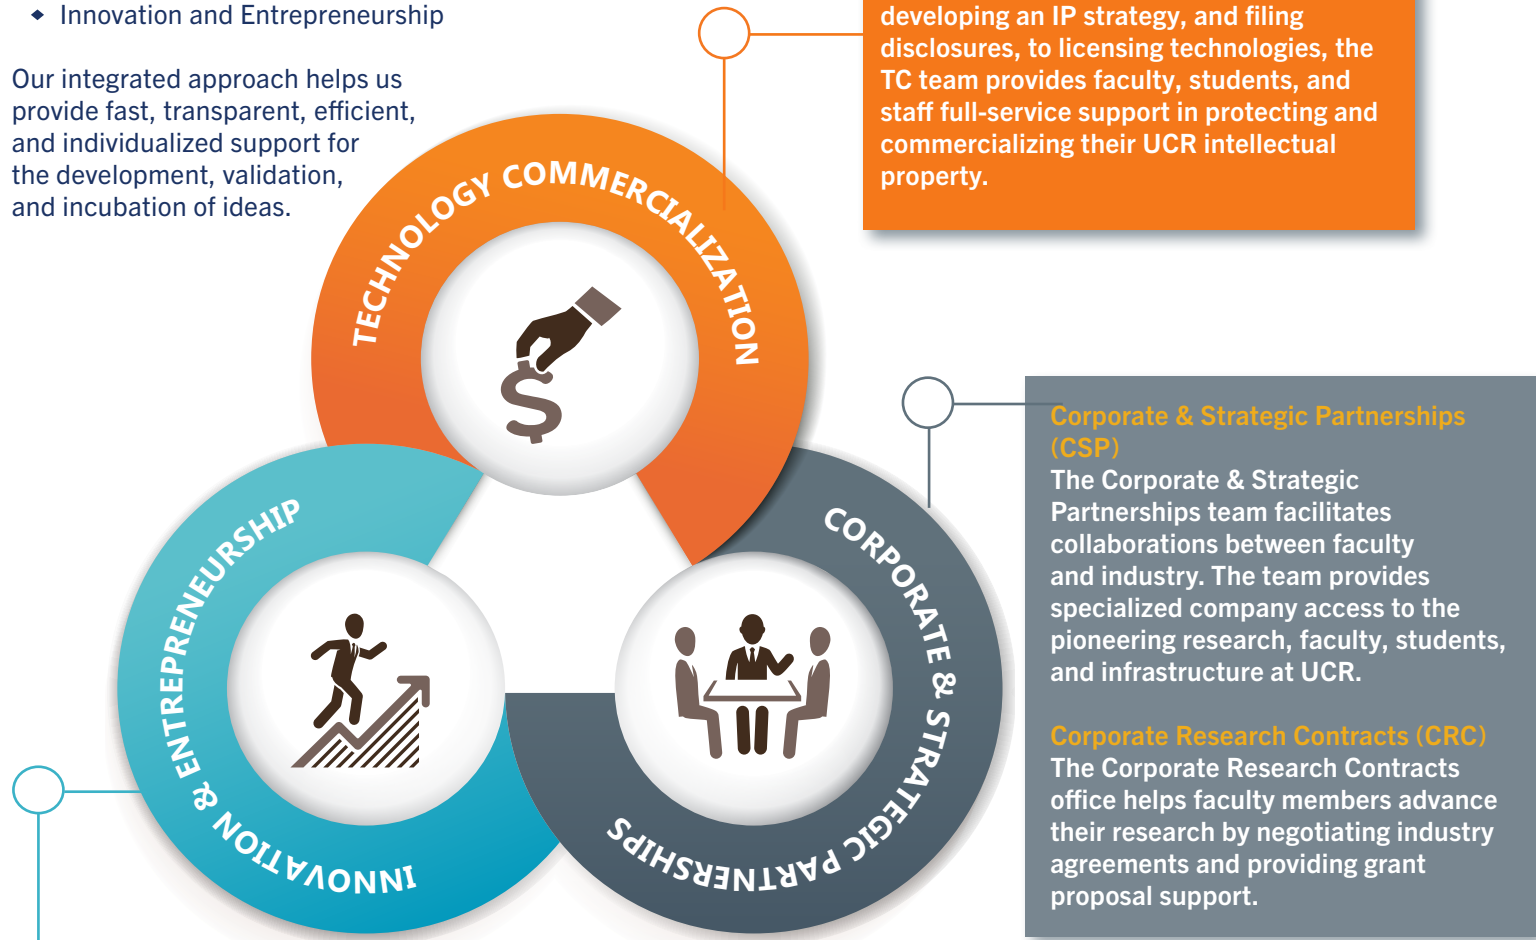 ◆ Innovation and Entrepreneurship
Our integrated approach helps us
provide fast, transparent, efficient,
and individualized support for
the development, validation,
and incubation of ideas.
developing an IP strategy, and filing
disclosures, to licensing technologies, the
TC team provides faculty, students, and
staff full-service support in protecting and
commercializing their UCR intellectual
property.
TECHNOLOGY COMMERCIALIZATION
INNOVATION & ENTREPRENEURSHIP
CORPORATE & STRATEGIC PARTNERSHIPS
Corporate & Strategic Partnerships
(CSP)
The Corporate & Strategic
Partnerships team facilitates
collaborations between faculty
and industry. The team provides
specialized company access to the
pioneering research, faculty, students,
and infrastructure at UCR.
Corporate Research Contracts (CRC)
The Corporate Research Contracts
office helps faculty members advance
their research by negotiating industry
agreements and providing grant
proposal support.